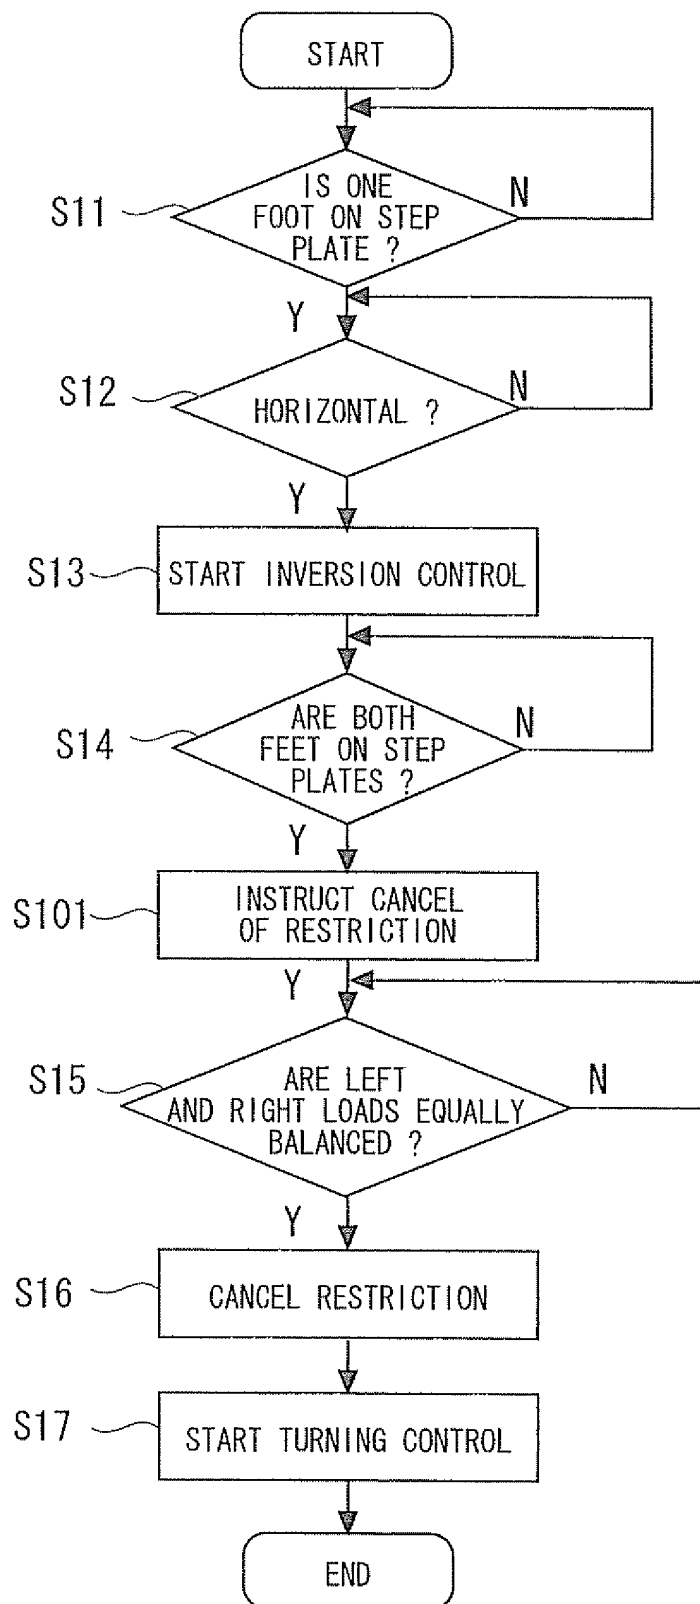 START
IS ONE
FOOT ON STEP
PLATE ?
N
S11
Y
HORIZONTAL ?
N
S12
Y
START INVERSION CONTROL
S13
ARE BOTH
FEET ON STEP
PLATES ?
N
S14
Y
INSTRUCT CANCEL
OF RESTRICTION
S101
Y
ARE LEFT
AND RIGHT LOADS EQUALLY
BALANCED ?
N
S15
Y
CANCEL RESTRICTION
S16
START TURNING CONTROL
S17
END